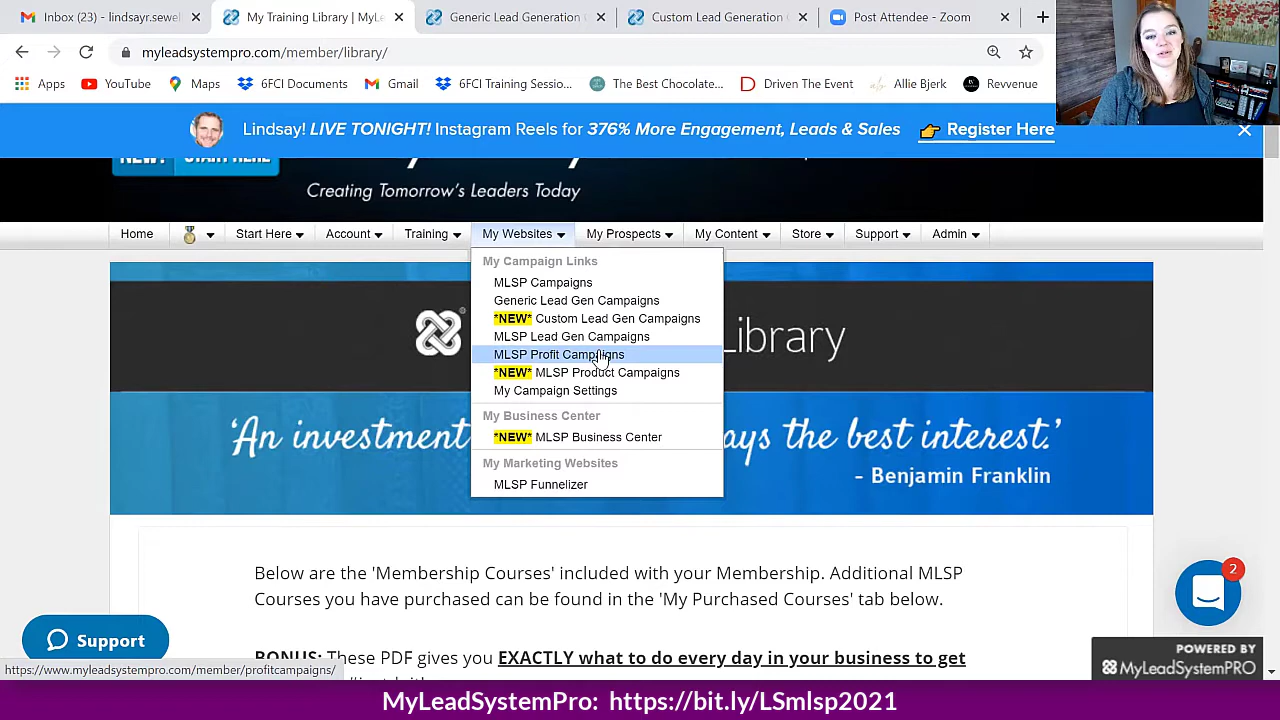 Inbox (23) - lindsayr.sewel
My Training Library | MyLe
Generic Lead Generation
Custom Lead Generation
Post Attendee - Zoom
myleadsystempro.com/member/library/
Apps
YouTube
Maps
6FCI Documents
Gmail
6FCI Training Sessio...
The Best Chocolate...
Driven The Event
Allie Bjerk
Revvenue
Lindsay! LIVE TONIGHT! Instagram Reels for 376% More Engagement, Leads & Sales 👉 Register Here
NEW! START HERE
Creating Tomorrow's Leaders Today
Home
Start Here
Account
Training
My Websites
My Prospects
My Content
Store
Support
Admin
My Campaign Links
MLSP Campaigns
Generic Lead Gen Campaigns
*NEW* Custom Lead Gen Campaigns
MLSP Lead Gen Campaigns
MLSP Profit Campaigns
*NEW* MLSP Product Campaigns
My Campaign Settings
My Business Center
*NEW* MLSP Business Center
My Marketing Websites
MLSP Funnelizer
Library
'An investment ays the best interest.'
- Benjamin Franklin
Below are the 'Membership Courses' included with your Membership. Additional MLSP
Courses you have purchased can be found in the 'My Purchased Courses' tab below.
BONUS: These PDF gives you EXACTLY what to do every day in your business to get
2
Support
https://www.myleadsystempro.com/member/profitcampaigns/
POWERED BY
MyLeadSystemPRO
MyLeadSystemPro: https://bit.ly/LSmlsp2021